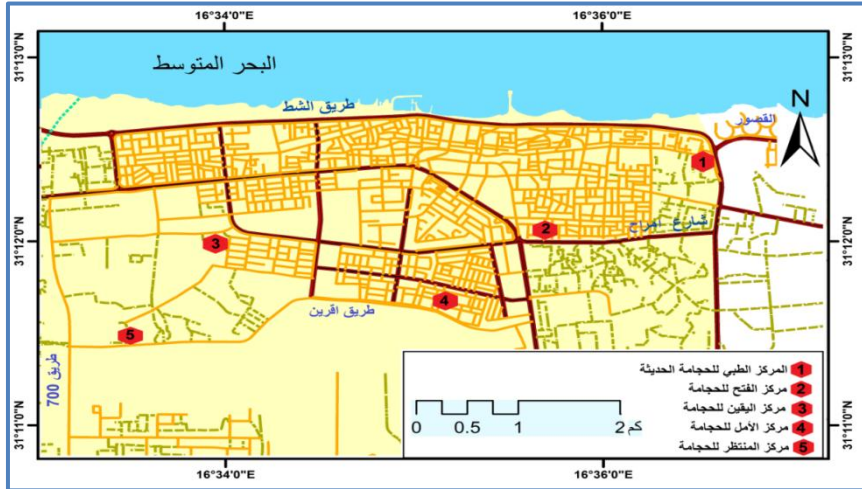 16°34'0"E
16°36'0"E
31°13'0"N
31°13'0"N
البحر المتوسط
طريق الشط
القصور
N
1
31°12'0"N
31°12'0"N
2
شارع افراح
3
4
طريق اقرين
5
طريق 700
1 المركز الطبي للحجامة الحديثة
2 مركز الفتح للحجامة
3 مركز اليقين للحجامة
4 مركز الأمل للحجامة
5 مركز المنتظر للحجامة
0 0.5 1 2 كم
31°11'0"N
31°11'0"N
16°34'0"E
16°36'0"E